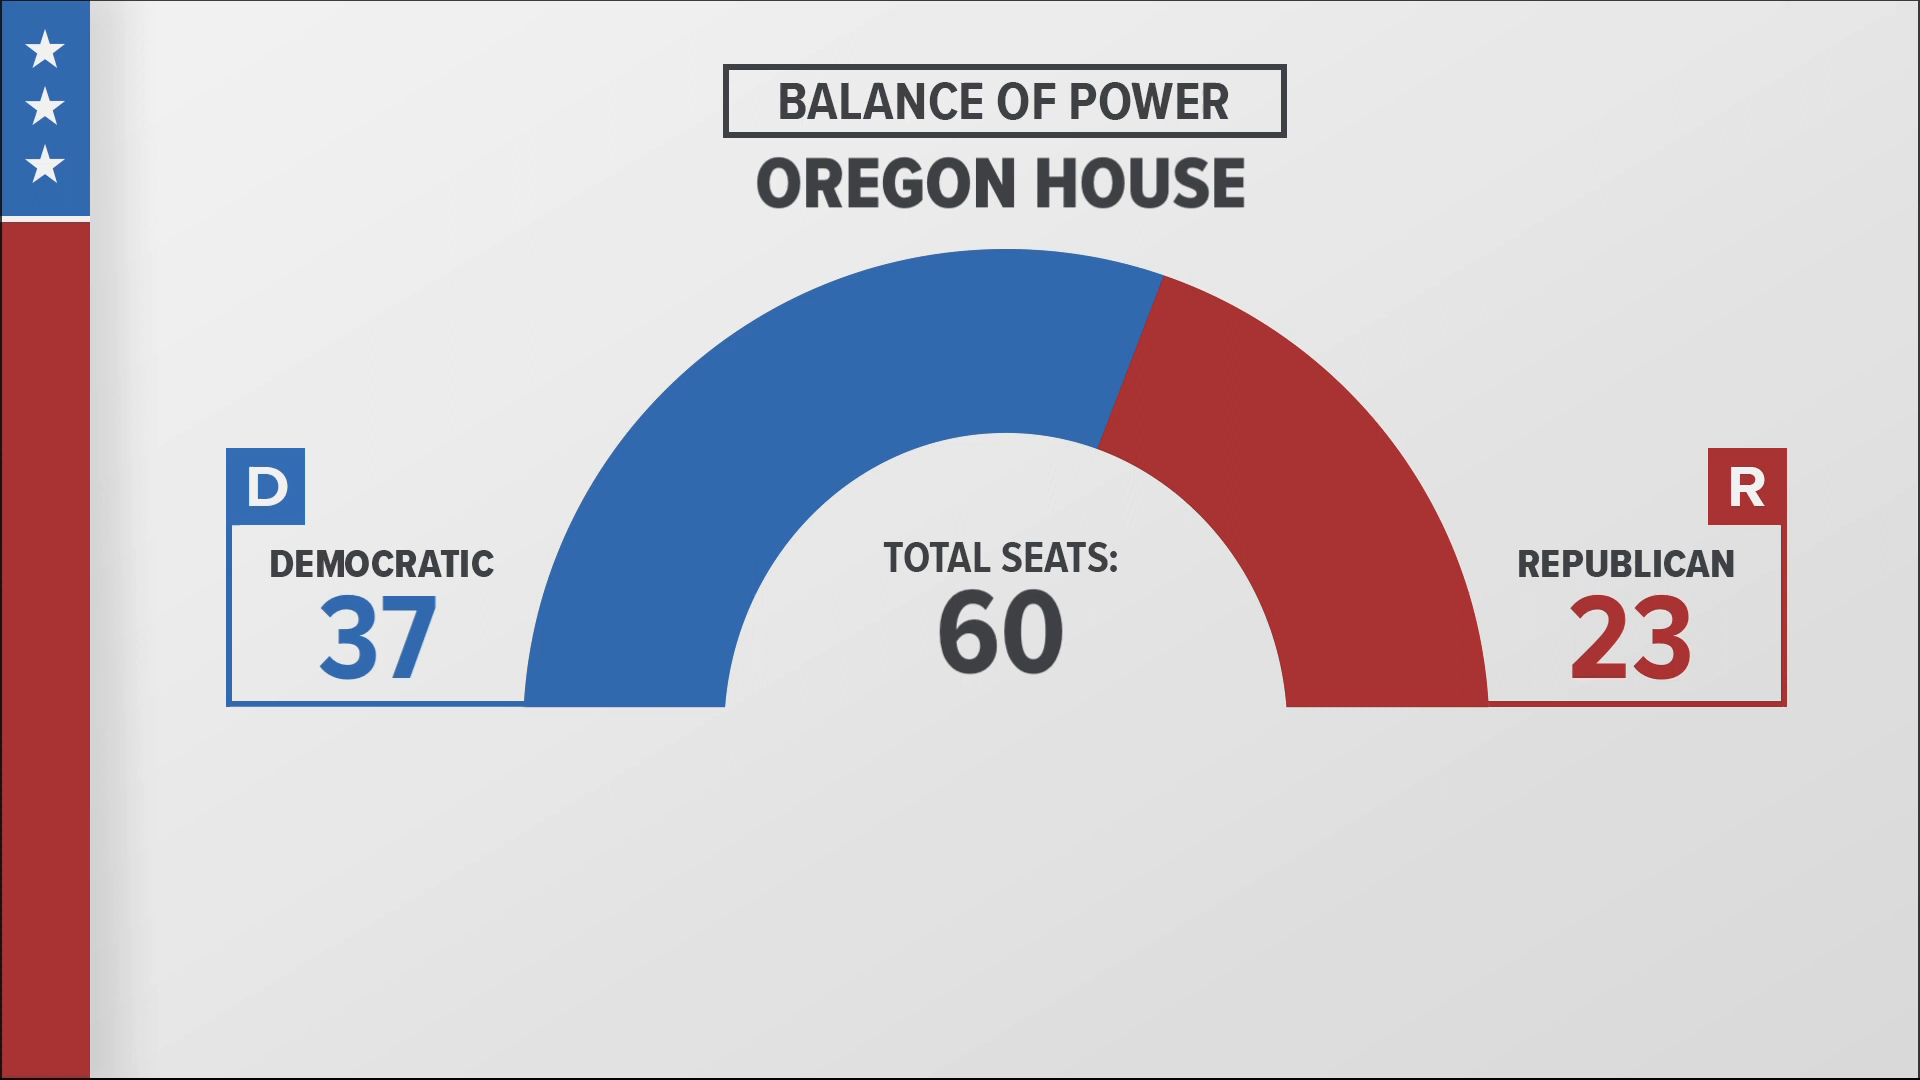 BALANCE OF POWER
OREGON HOUSE
D
R
DEMOCRATIC
37
TOTAL SEATS:
60
REPUBLICAN
23